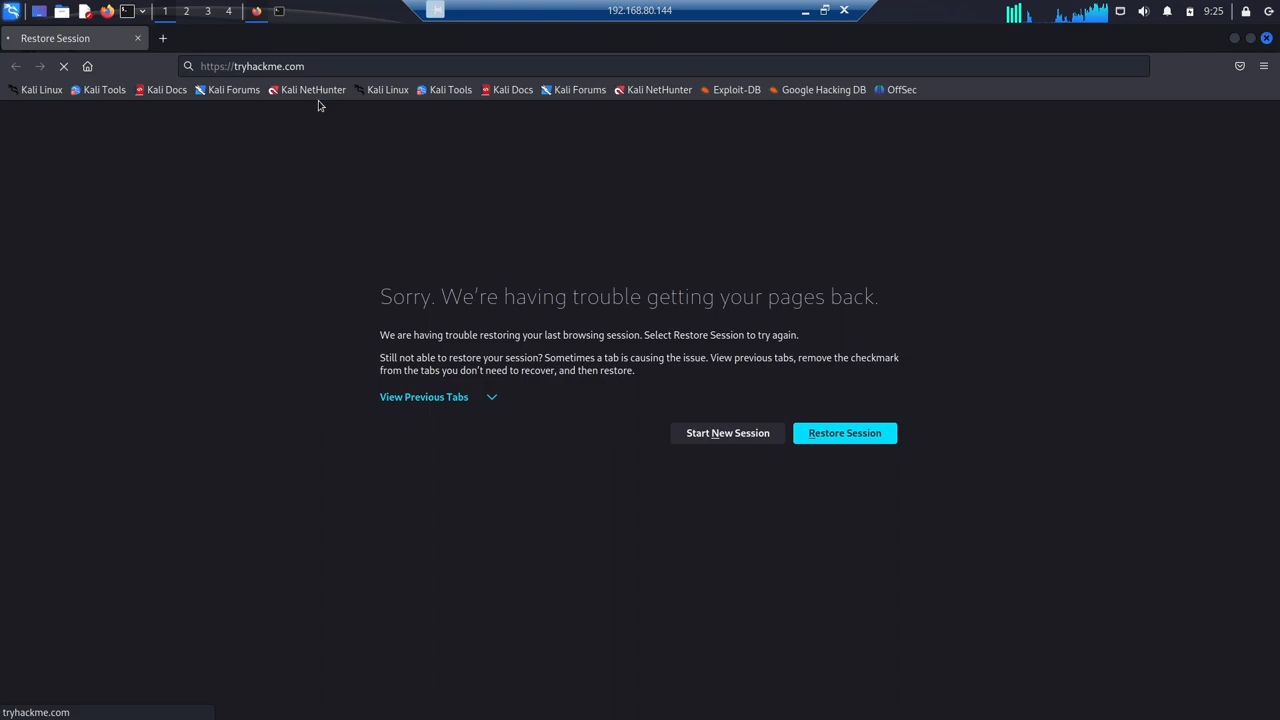 1 2 3 4 192.168.80.144 9:25
Restore Session
https://tryhackme.com
Kali Linux Kali Tools Kali Docs Kali Forums Kali NetHunter Kali Linux Kali Tools Kali Docs Kali Forums Kali NetHunter Exploit-DB Google Hacking DB OffSec
Sorry. We're having trouble getting your pages back.
We are having trouble restoring your last browsing session. Select Restore Session to try again.
Still not able to restore your session? Sometimes a tab is causing the issue. View previous tabs, remove the checkmark
from the tabs you don't need to recover, and then restore.
View Previous Tabs
Start New Session Restore Session
tryhackme.com